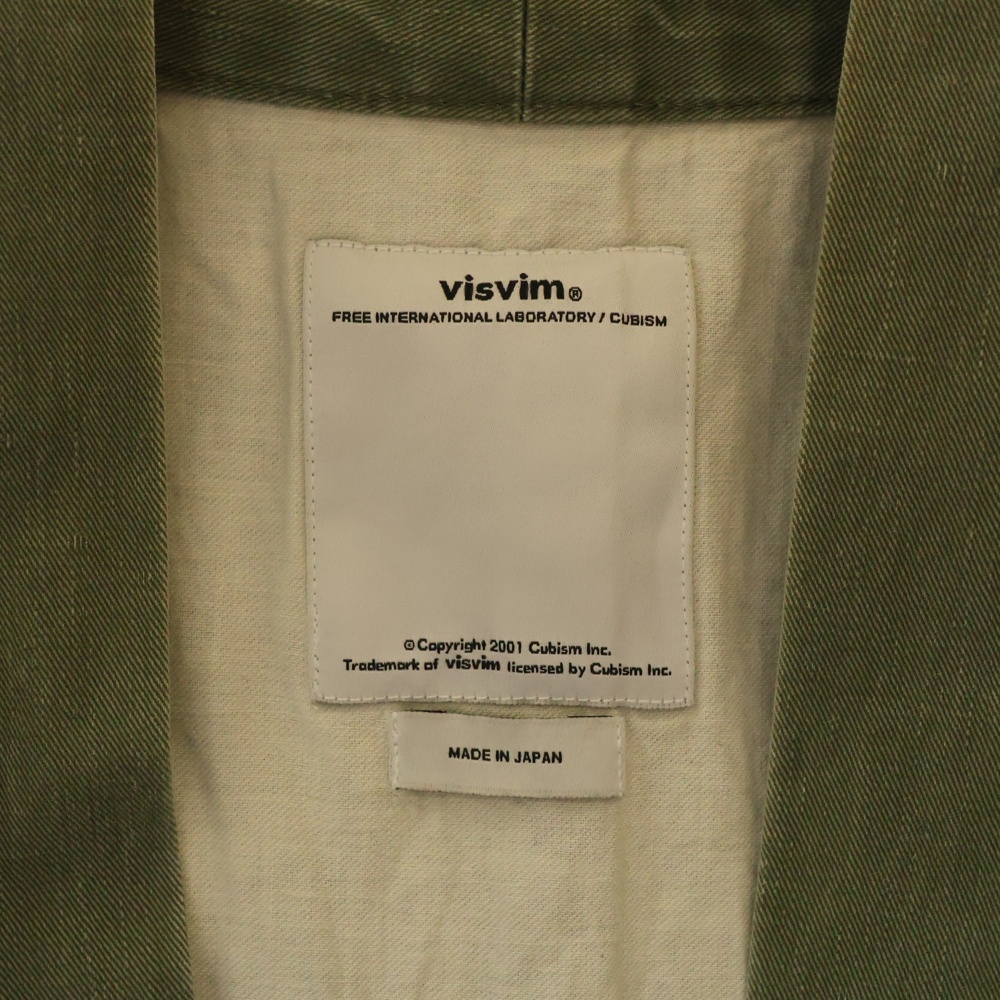 visvim®
FREE INTERNATIONAL LABORATORY / CUBISM
© Copyright 2001 Cubism Inc.
Trademark of visvim licensed by Cubism Inc.
MADE IN JAPAN